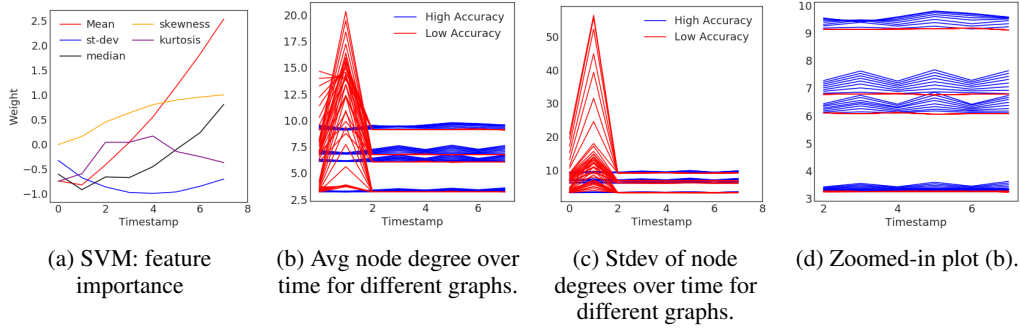 Mean
st-dev
median
skewness
kurtosis
2.5
2.0
1.5
1.0
0.5
0.0
−0.5
−1.0
Weight
0 2 4 6 8
Timestamp
(a) SVM: feature
importance
High Accuracy
Low Accuracy
20.0
17.5
15.0
12.5
10.0
7.5
5.0
2.5
2 4 6
Timestamp
(b) Avg node degree over
time for different graphs.
High Accuracy
Low Accuracy
50
40
30
20
10
0 2 4 6 8
Timestamp
(c) Stdev of node
degrees over time for
different graphs.
10
9
8
7
6
5
4
3
2 3 4 5 6 7
Timestamp
(d) Zoomed-in plot (b).